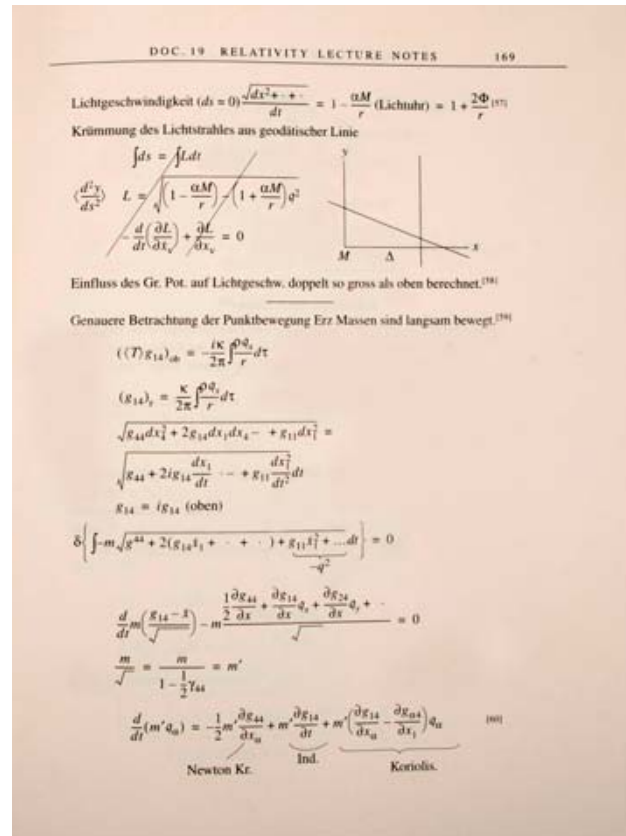 DOC. 19 RELATIVITY LECTURE NOTES 169
Lichtgeschwindigkeit (ds = 0) √(dx² + · + ·)/dt = 1 − αM/r (Lichtuhr) = 1 + 2Φ/r [57]
Krümmung des Lichtstrahles aus geodätischer Linie
∫ds = ∫Ldt
y
⟨d²γ/ds²⟩ L = √((1 − αM/r) − (1 + αM/r)q²)
− d/dt(∂L/∂ẋᵥ) + ∂L/∂xᵥ = 0
M Δ x
Einfluss des Gr. Pot. auf Lichtgeschw. doppelt so gross als oben berechnet.[58]
Genauere Betrachtung der Punktbewegung Erz Massen sind langsam bewegt.[59]
(⟨T⟩g₁₄)ₒb = −iκ/2π ∫ρqₓ/r dτ
(g₁₄)ᵣ = κ/2π ∫ρqₓ/r dτ
√(g₄₄dx₄² + 2g₁₄dx₁dx₄ − + g₁₁dx₁²) =
√(g₄₄ + 2ig₁₄ dx₁/dt · − + g₁₁ dx₁²/dt²) dt
g₁₄ = ig₁₄ (oben)
δ{∫−m√(g⁴⁴ + 2(g₁₄ẋ₁ + · + ·) + g₁₁ẋ₁² + ...) dt} = 0
−q²
d/dt m((g₁₄ − ẋ)/√) − m(½ ∂g₄₄/∂x + ∂g₁₄/∂x qₓ + ∂g₂₄/∂x qᵧ + ·)/√ = 0
m/√ = m/(1 − ½γ₄₄) = m′
d/dt(m′qα) = −½m′ ∂g₄₄/∂xα + m′ ∂g₁₄/∂t + m′(∂g₁₄/∂xα − ∂gα₄/∂x₁)qα [60]
Newton Kr. Ind. Koriolis.